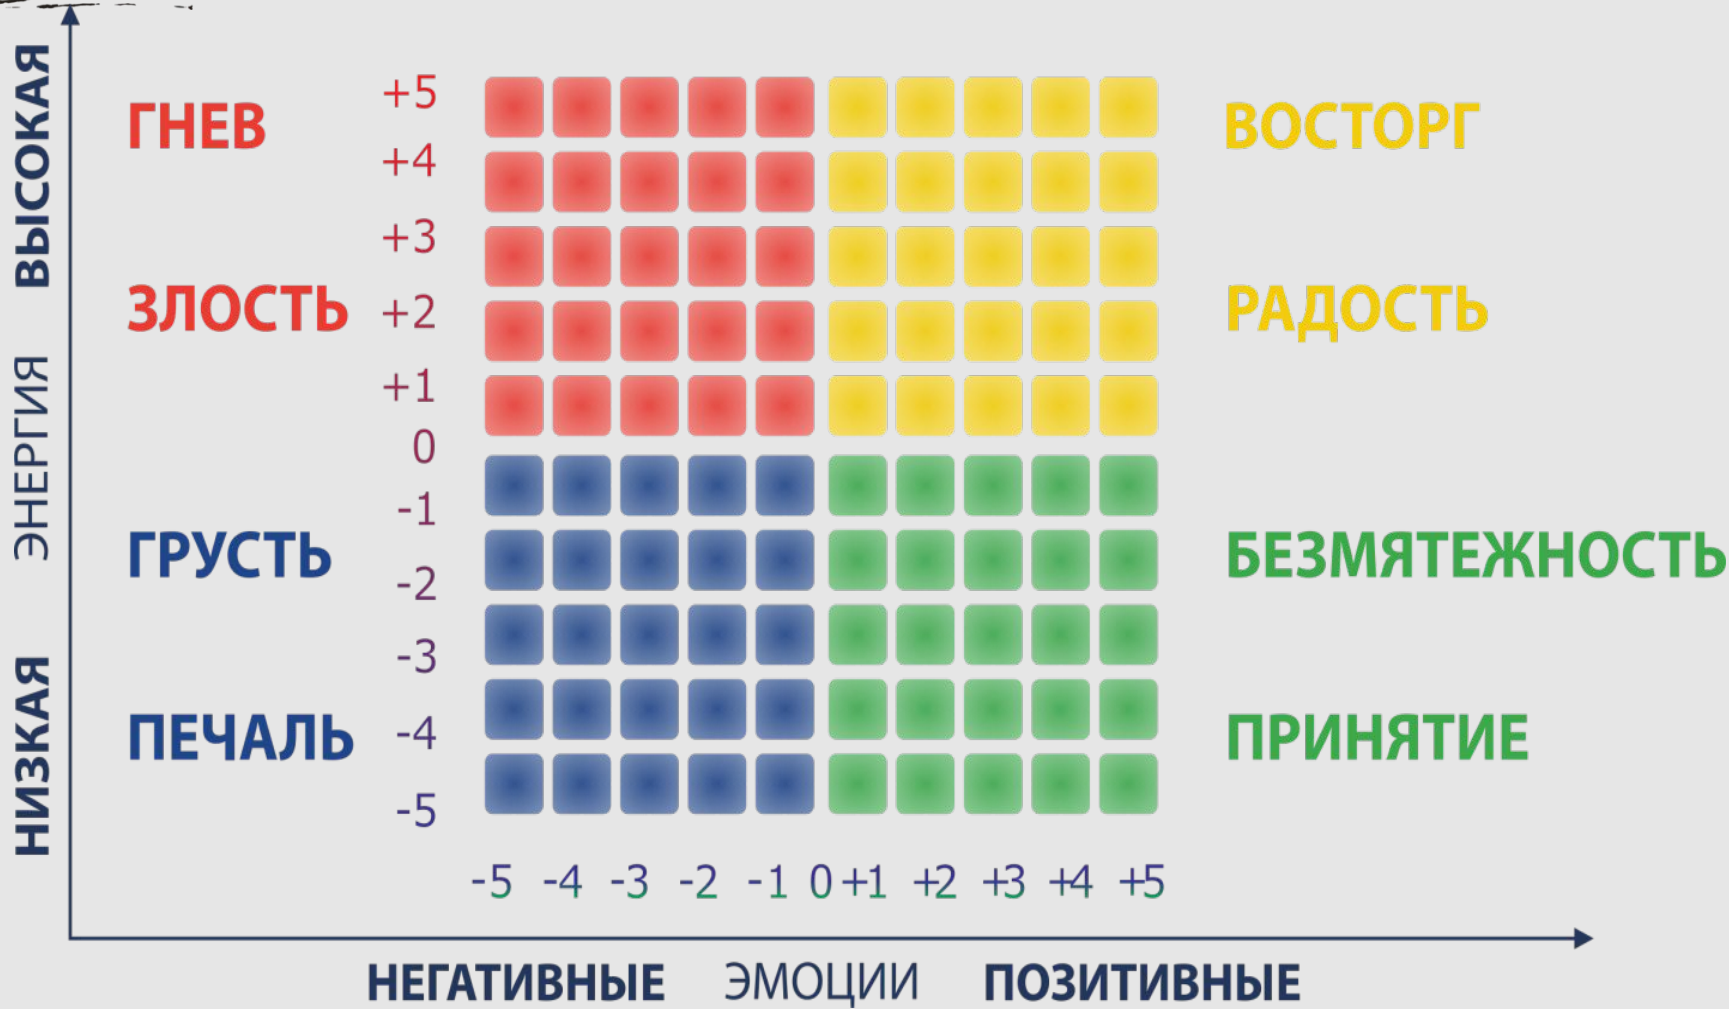 ВЫСОКАЯ
ЭНЕРГИЯ
НИЗКАЯ
ГНЕВ
ЗЛОСТЬ
ГРУСТЬ
ПЕЧАЛЬ
+5
+4
+3
+2
+1
0
-1
-2
-3
-4
-5
ВОСТОРГ
РАДОСТЬ
БЕЗМЯТЕЖНОСТЬ
ПРИНЯТИЕ
-5 -4 -3 -2 -1 0 +1 +2 +3 +4 +5
НЕГАТИВНЫЕ ЭМОЦИИ ПОЗИТИВНЫЕ